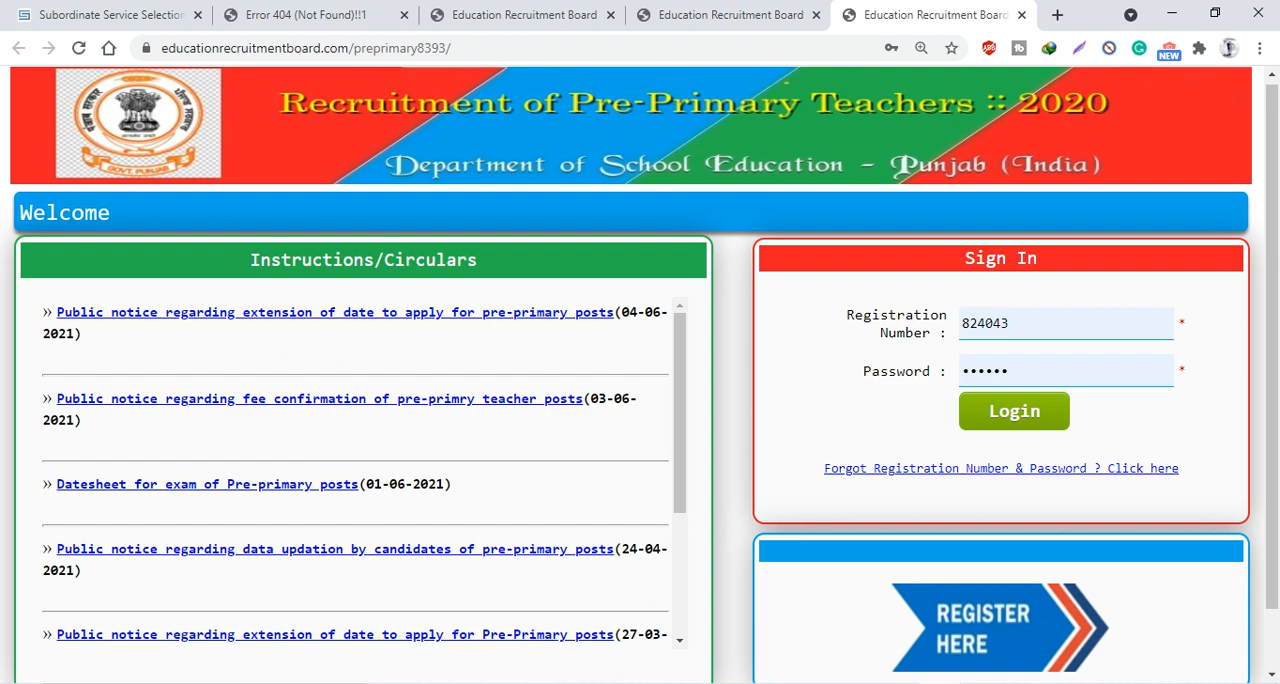 Subordinate Service Selection
Error 404 (Not Found)!!1
Education Recruitment Board
Education Recruitment Board
Education Recruitment Board
educationrecruitmentboard.com/preprimary8393/
NEW
GOVT. PUNJAB
Recruitment of Pre-Primary Teachers :: 2020
Department of School Education – Punjab (India)
Welcome
Instructions/Circulars
» Public notice regarding extension of date to apply for pre-primary posts(04-06-
2021)
» Public notice regarding fee confirmation of pre-primry teacher posts(03-06-
2021)
» Datesheet for exam of Pre-primary posts(01-06-2021)
» Public notice regarding data updation by candidates of pre-primary posts(24-04-
2021)
» Public notice regarding extension of date to apply for Pre-Primary posts(27-03-
Sign In
Registration
Number : 824043 *
Password : •••••• *
Login
Forgot Registration Number & Password ? Click here
REGISTER
HERE